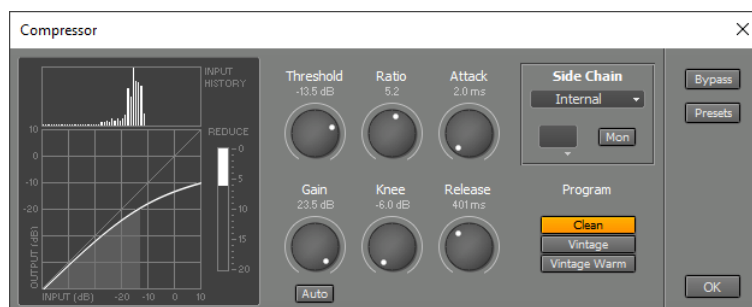 Compressor
INPUT
HISTORY
REDUCE
10
0
-10
-20
OUTPUT (dB)
INPUT (dB)
-20
-10
0
10
-0
-5
-10
-15
-20
Threshold
-13.5 dB
Ratio
5.2
Attack
2.0 ms
Gain
23.5 dB
Knee
-6.0 dB
Release
401 ms
Auto
Side Chain
Internal
Mon
Program
Clean
Vintage
Vintage Warm
Bypass
Presets
OK